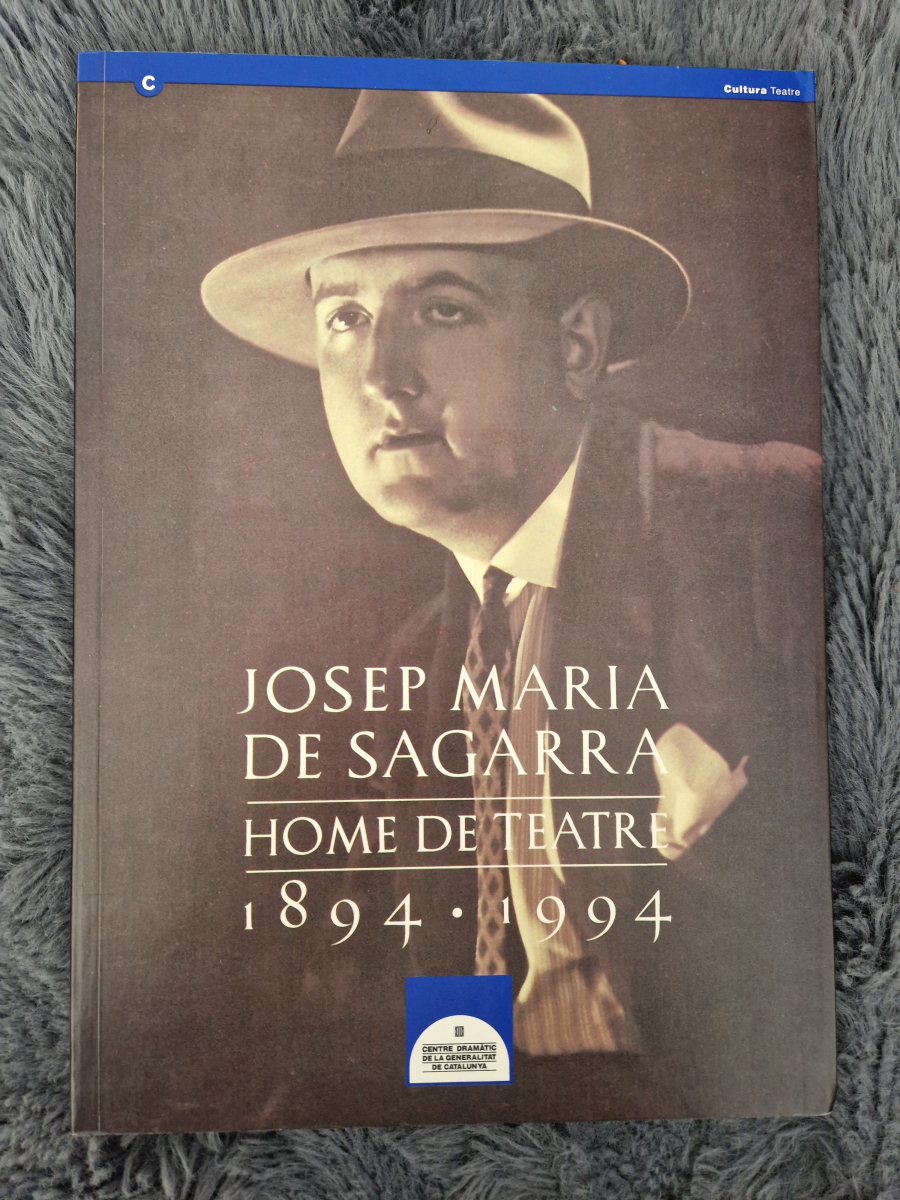 C
Cultura Teatre
JOSEP MARIA
DE SAGARRA
HOME DE TEATRE
1894 · 1994
CENTRE DRAMÀTIC
DE LA GENERALITAT
DE CATALUNYA